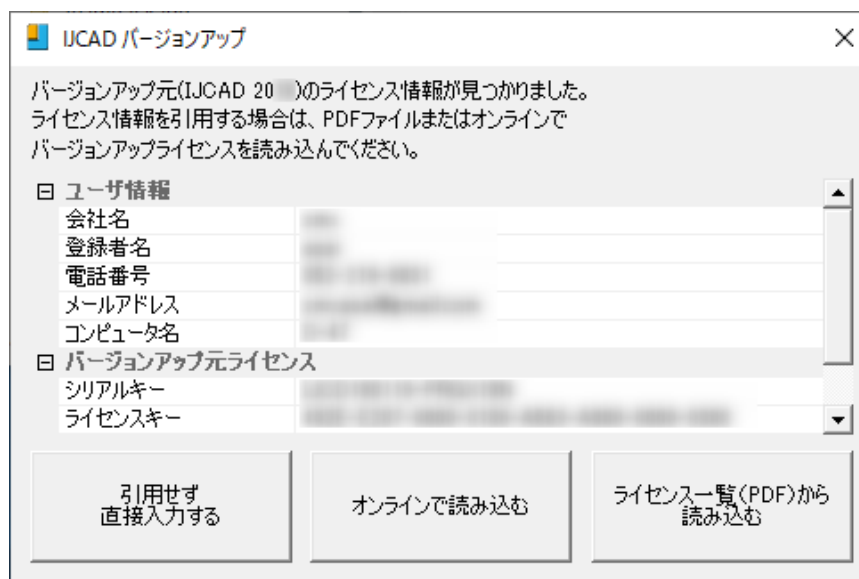 IJCAD バージョンアップ
バージョンアップ元(IJCAD 20 )のライセンス情報が見つかりました。
ライセンス情報を引用する場合は、PDFファイルまたはオンラインで
バージョンアップライセンスを読み込んでください。
ユーザ情報
会社名
登録者名
電話番号
メールアドレス
コンピュータ名
バージョンアップ元ライセンス
シリアルキー
ライセンスキー
引用せず
直接入力する
オンラインで読み込む
ライセンス一覧(PDF)から
読み込む